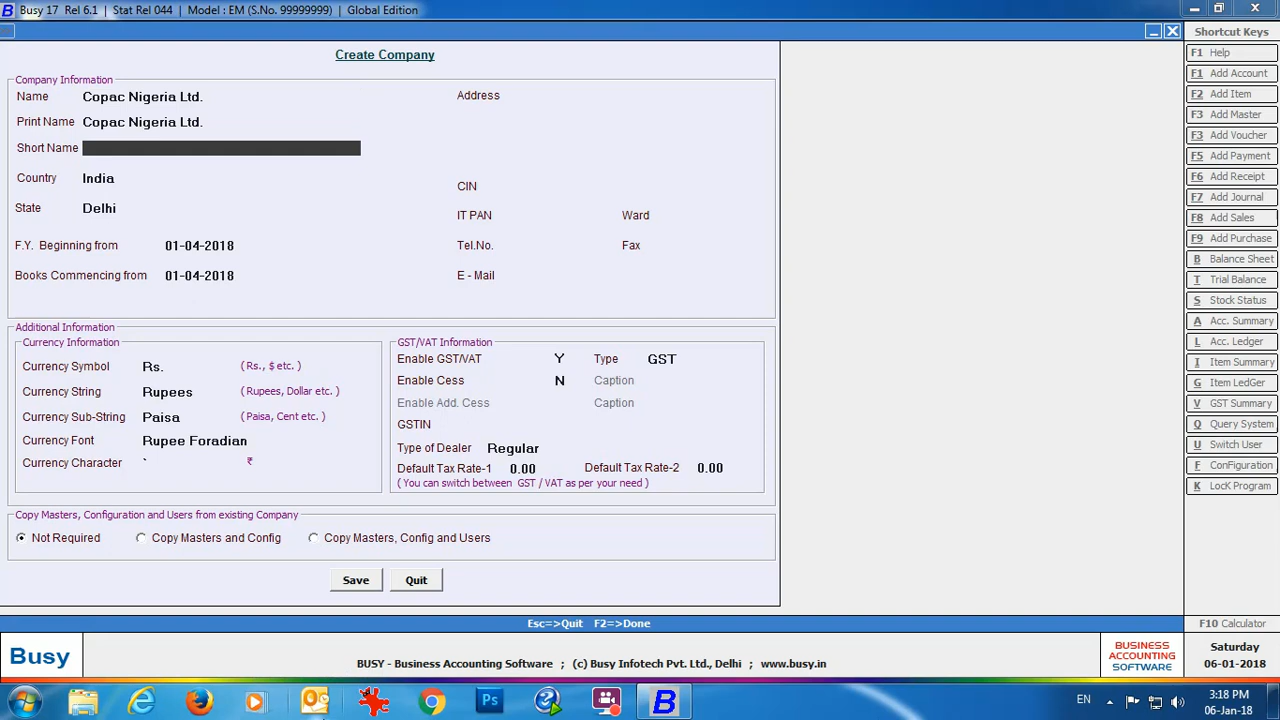 Busy 17 Rel 6.1 | Stat Rel 044 | Model : EM (S.No. 99999999) | Global Edition
Create Company
Company Information
Name Copac Nigeria Ltd. Address
Print Name Copac Nigeria Ltd.
Short Name
Country India
CIN
State Delhi
IT PAN Ward
F.Y. Beginning from 01-04-2018 Tel.No. Fax
Books Commencing from 01-04-2018 E - Mail
Additional Information
Currency Information
Currency Symbol Rs. ( Rs., $ etc. )
Currency String Rupees ( Rupees, Dollar etc. )
Currency Sub-String Paisa ( Paisa, Cent etc. )
Currency Font Rupee Foradian
Currency Character ` ₹
GST/VAT Information
Enable GST/VAT Y Type GST
Enable Cess N Caption
Enable Add. Cess Caption
GSTIN
Type of Dealer Regular
Default Tax Rate-1 0.00 Default Tax Rate-2 0.00
( You can switch between GST / VAT as per your need )
Copy Masters, Configuration and Users from existing Company
Not Required Copy Masters and Config Copy Masters, Config and Users
Save Quit
Esc=>Quit F2=>Done
Shortcut Keys
F1 Help
F1 Add Account
F2 Add Item
F3 Add Master
F3 Add Voucher
F5 Add Payment
F6 Add Receipt
F7 Add Journal
F8 Add Sales
F9 Add Purchase
B Balance Sheet
T Trial Balance
S Stock Status
A Acc. Summary
L Acc. Ledger
I Item Summary
G Item LedGer
V GST Summary
Q Query System
U Switch User
F ConFiguration
K LocK Program
F10 Calculator
Busy
BUSY - Business Accounting Software ; (c) Busy Infotech Pvt. Ltd., Delhi ; www.busy.in
BUSINESS
ACCOUNTING
SOFTWARE
Saturday
06-01-2018
Ps
EN
3:18 PM
06-Jan-18